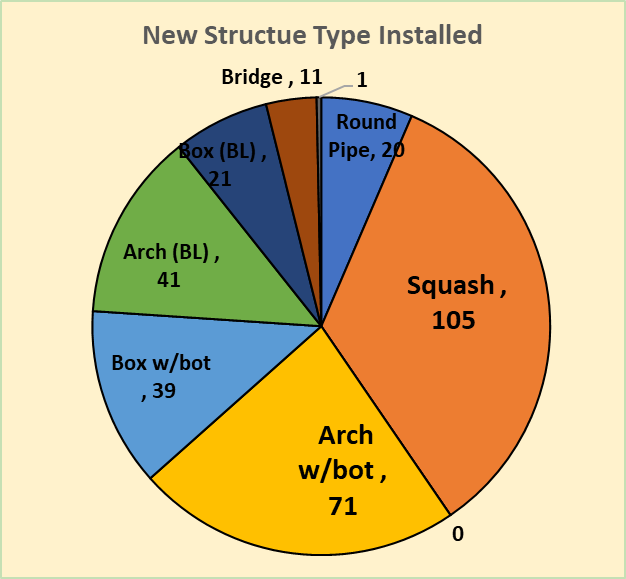 New Structue Type Installed
Bridge , 11
1
Round
Pipe, 20
Box (BL) ,
21
Arch (BL) ,
41
Squash ,
105
Box w/bot
, 39
Arch
w/bot ,
71
0